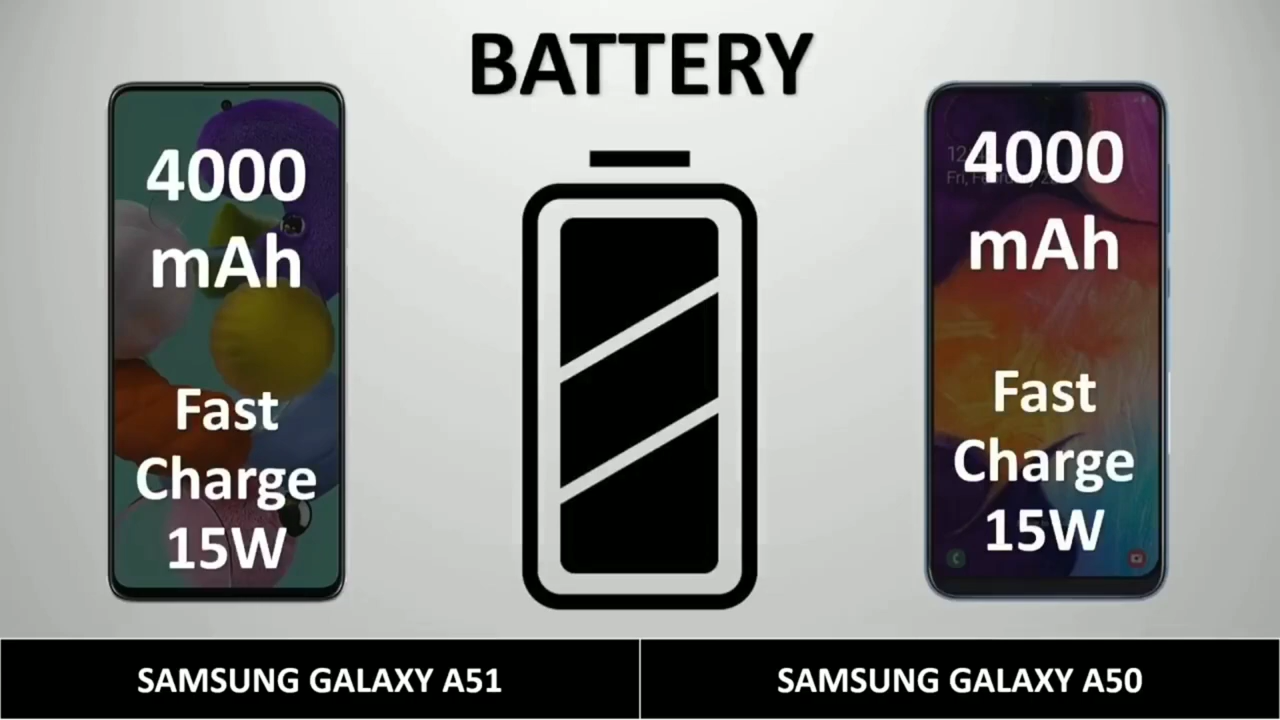 BATTERY
4000
mAh
Fast
Charge
15W
4000
mAh
Fast
Charge
15W
SAMSUNG GALAXY A51
SAMSUNG GALAXY A50